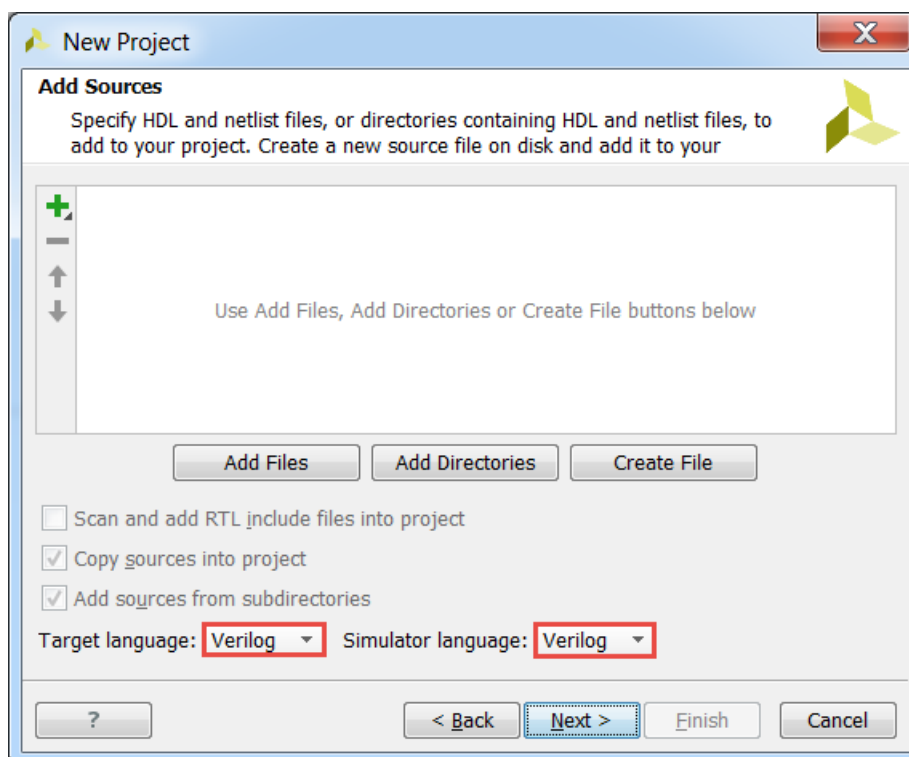 New Project
Add Sources
Specify HDL and netlist files, or directories containing HDL and netlist files, to
add to your project. Create a new source file on disk and add it to your
Use Add Files, Add Directories or Create File buttons below
Add Files Add Directories Create File
Scan and add RTL include files into project
Copy sources into project
Add sources from subdirectories
Target language: Verilog Simulator language: Verilog
? < Back Next > Finish Cancel